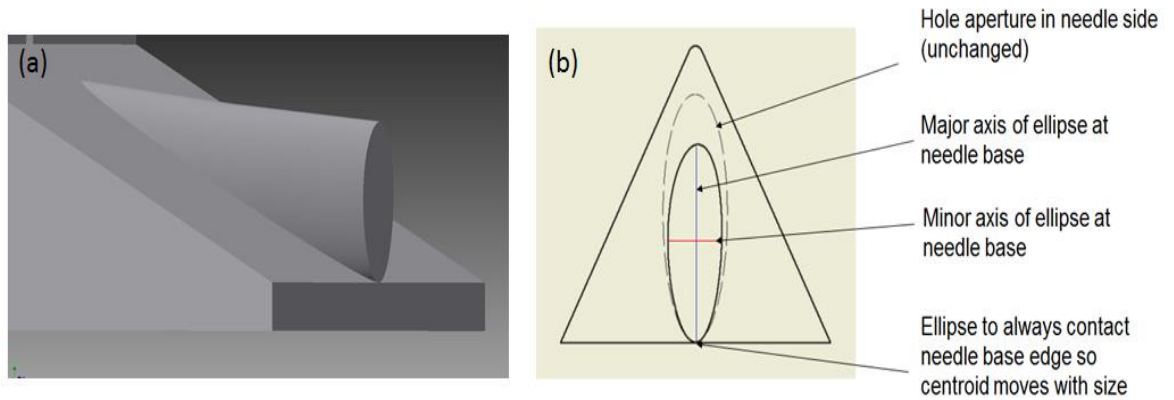 (a)
(b)
Hole aperture in needle side
(unchanged)
Major axis of ellipse at
needle base
Minor axis of ellipse at
needle base
Ellipse to always contact
needle base edge so
centroid moves with size